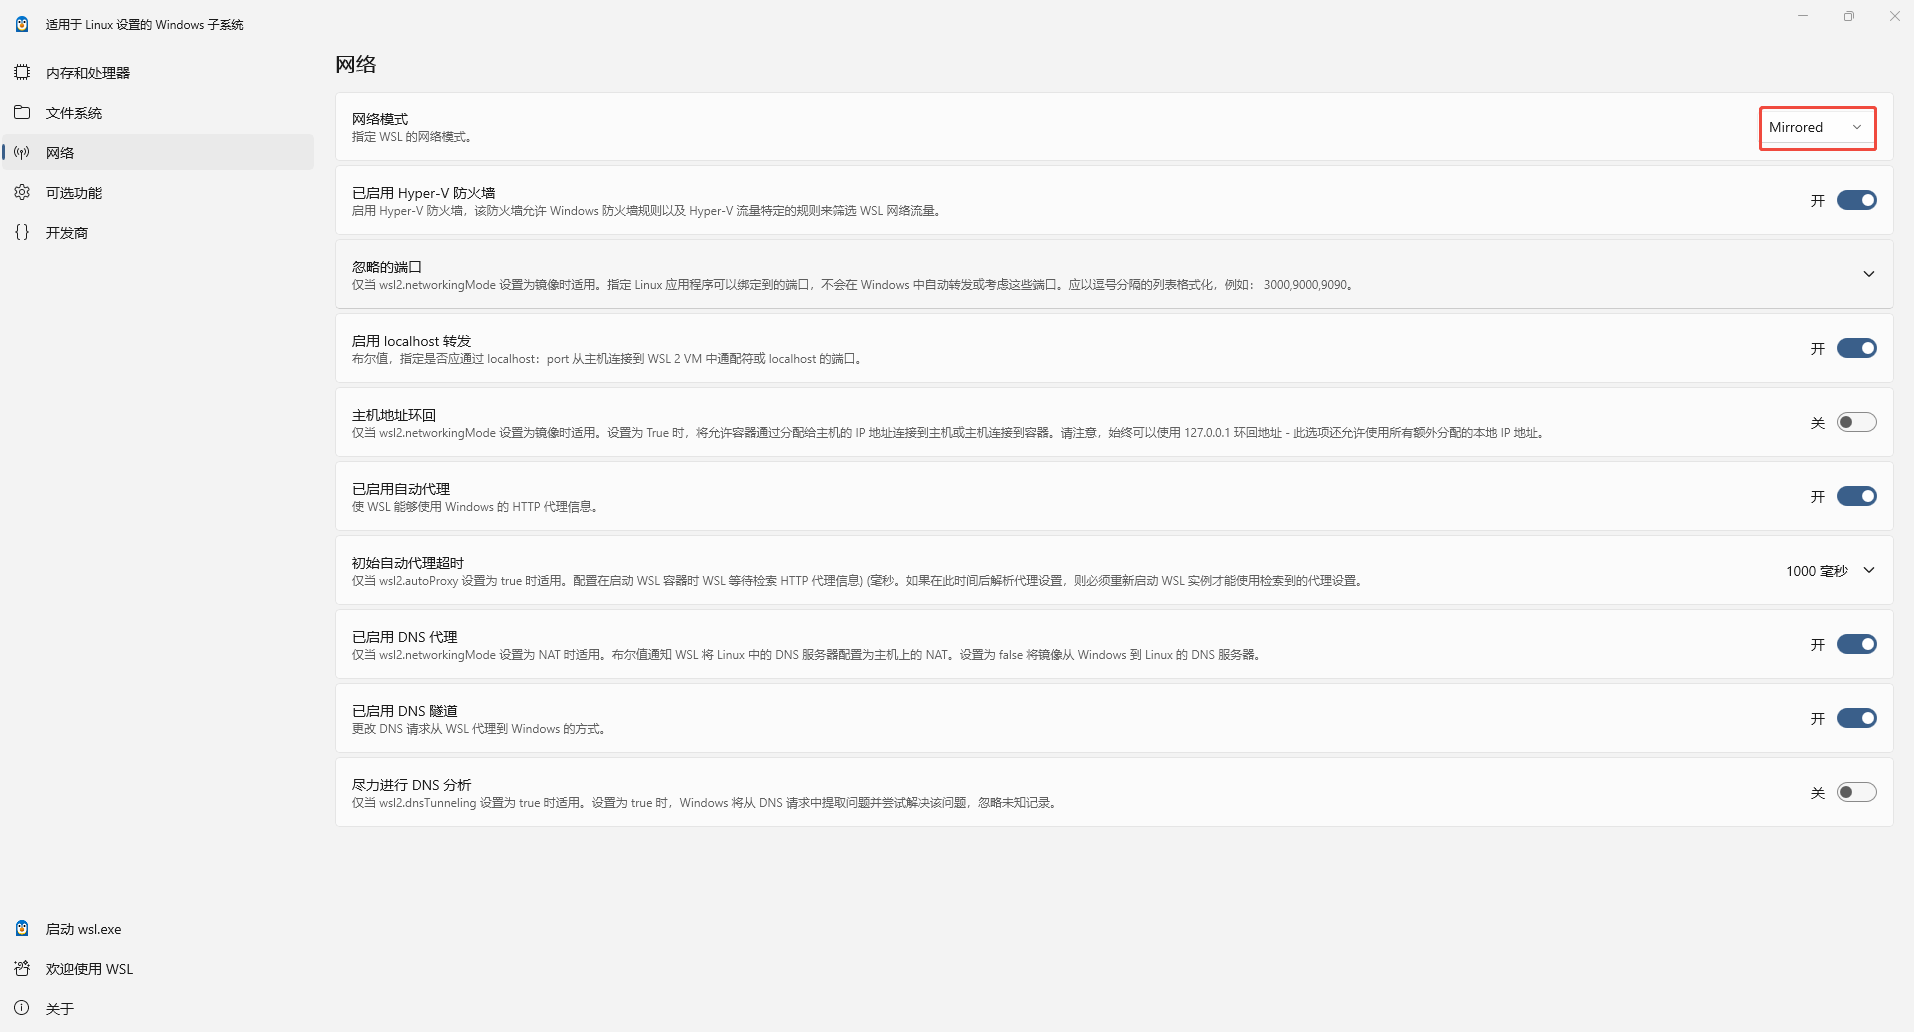 适用于 Linux 设置的 Windows 子系统
内存和处理器
文件系统
网络
可选功能
开发商
网络
网络模式
指定 WSL 的网络模式。
Mirrored
已启用 Hyper-V 防火墙
启用 Hyper-V 防火墙，该防火墙允许 Windows 防火墙规则以及 Hyper-V 流量特定的规则来筛选 WSL 网络流量。
开
忽略的端口
仅当 wsl2.networkingMode 设置为镜像时适用。指定 Linux 应用程序可以绑定到的端口，不会在 Windows 中自动转发或考虑这些端口。应以逗号分隔的列表格式化，例如： 3000,9000,9090。
启用 localhost 转发
布尔值，指定是否应通过 localhost：port 从主机连接到 WSL 2 VM 中通配符或 localhost 的端口。
开
主机地址环回
仅当 wsl2.networkingMode 设置为镜像时适用。设置为 True 时，将允许容器通过分配给主机的 IP 地址连接到主机或主机连接到容器。请注意，始终可以使用 127.0.0.1 环回地址 - 此选项还允许使用所有额外分配的本地 IP 地址。
关
已启用自动代理
使 WSL 能够使用 Windows 的 HTTP 代理信息。
开
初始自动代理超时
仅当 wsl2.autoProxy 设置为 true 时适用。配置在启动 WSL 容器时 WSL 等待检索 HTTP 代理信息) (毫秒。如果在此时间后解析代理设置，则必须重新启动 WSL 实例才能使用检索到的代理设置。
1000 毫秒
已启用 DNS 代理
仅当 wsl2.networkingMode 设置为 NAT 时适用。布尔值通知 WSL 将 Linux 中的 DNS 服务器配置为主机上的 NAT。设置为 false 将镜像从 Windows 到 Linux 的 DNS 服务器。
开
已启用 DNS 隧道
更改 DNS 请求从 WSL 代理到 Windows 的方式。
开
尽力进行 DNS 分析
仅当 wsl2.dnsTunneling 设置为 true 时适用。设置为 true 时，Windows 将从 DNS 请求中提取问题并尝试解决该问题，忽略未知记录。
关
启动 wsl.exe
欢迎使用 WSL
关于